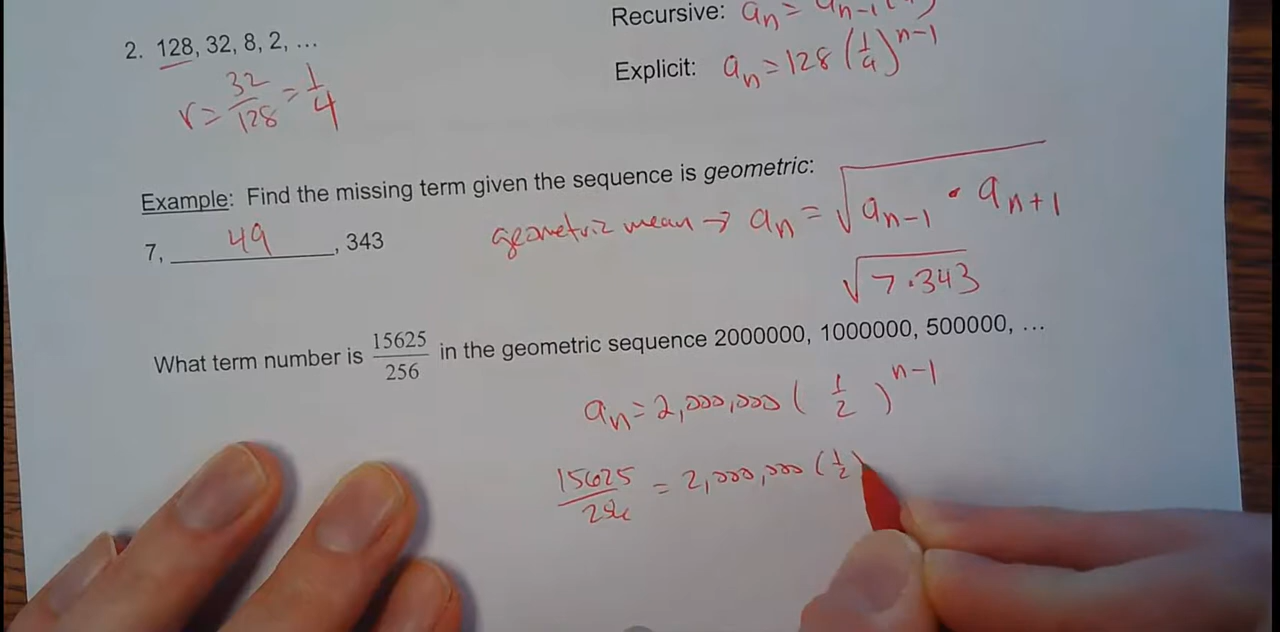 Recursive: aₙ = aₙ₋₁(
2. 128, 32, 8, 2, …
Explicit: aₙ = 128 (1/4)ⁿ⁻¹
r = 32/128 = 1/4
Example: Find the missing term given the sequence is geometric:
7, 49, 343
geometric mean → aₙ = √(aₙ₋₁ · aₙ₊₁)
√(7·343)
What term number is 15625/256 in the geometric sequence 2000000, 1000000, 500000, …
aₙ = 2,000,000 (1/2)ⁿ⁻¹
15625/256 = 2,000,000 (1/2)